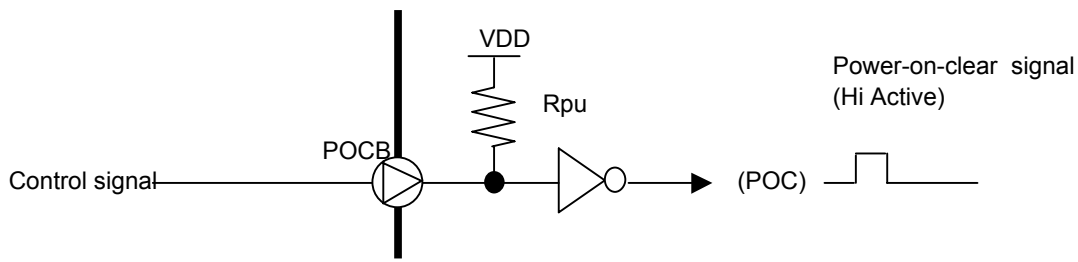 VDD
Power-on-clear signal
(Hi Active)
Rpu
POCB
Control signal
(POC)